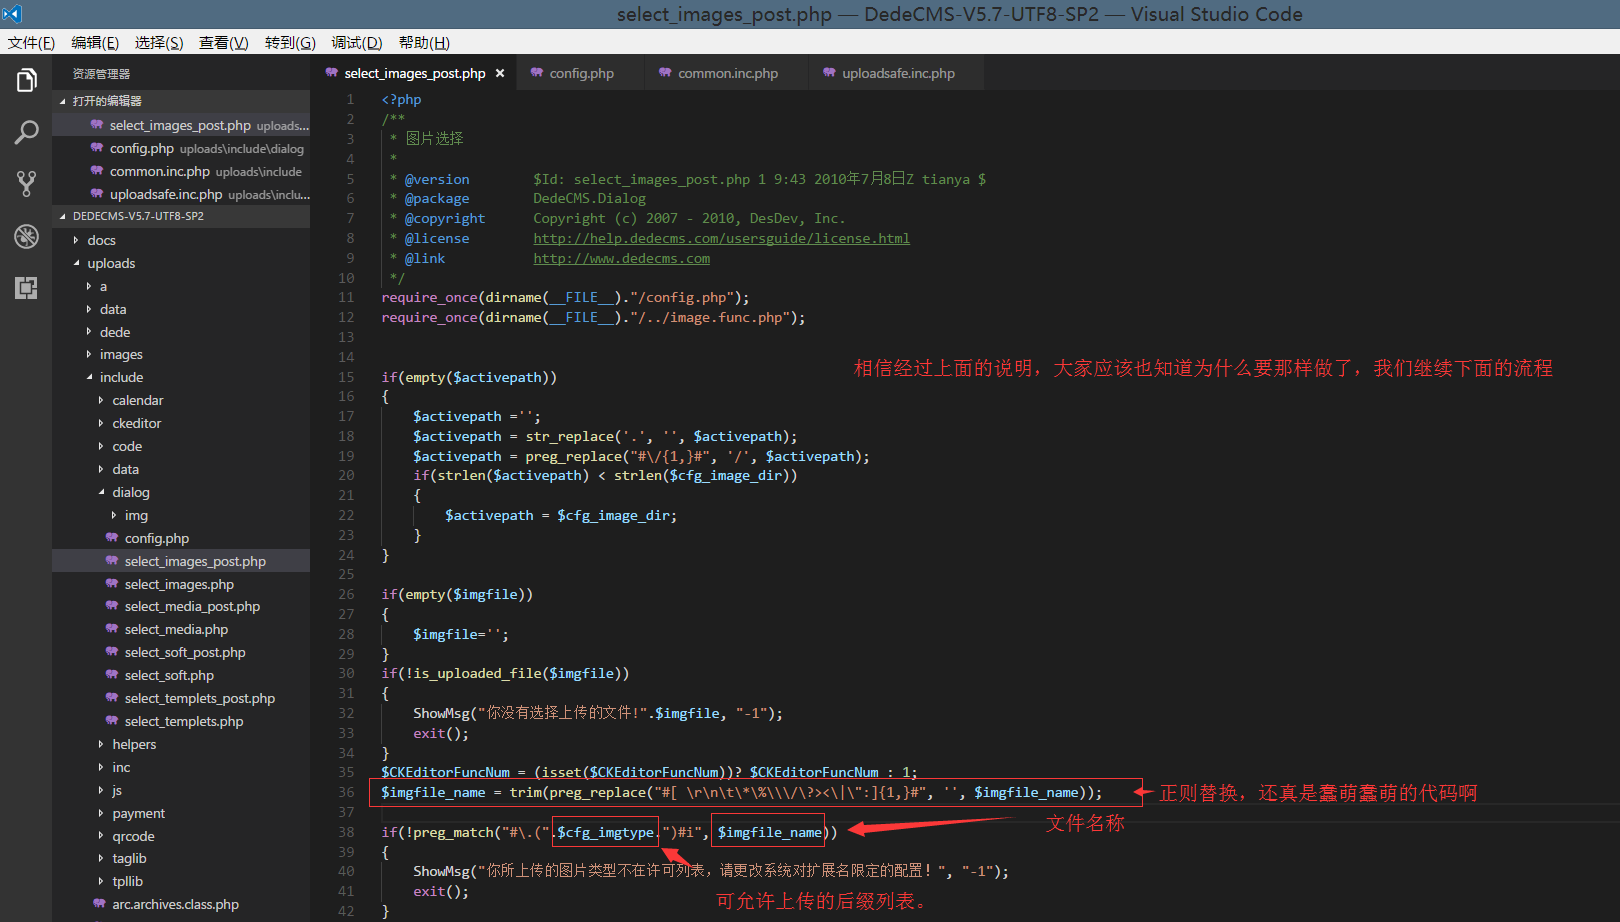 select_images_post.php — DedeCMS-V5.7-UTF8-SP2 — Visual Studio Code
文件(F) 编辑(E) 选择(S) 查看(V) 转到(G) 调试(D) 帮助(H)
资源管理器
打开的编辑器
select_images_post.php uploads...
config.php uploads\include\dialog
common.inc.php uploads\include
uploadsafe.inc.php uploads\inclu...
DEDECMS-V5.7-UTF8-SP2
docs
uploads
a
data
dede
images
include
calendar
ckeditor
code
data
dialog
img
config.php
select_images_post.php
select_images.php
select_media_post.php
select_media.php
select_soft_post.php
select_soft.php
select_templets_post.php
select_templets.php
helpers
inc
js
payment
qrcode
taglib
tpllib
arc.archives.class.php
select_images_post.php × config.php common.inc.php uploadsafe.inc.php
1 <?php
2 /**
3 * 图片选择
4 *
5 * @version $Id: select_images_post.php 1 9:43 2010年7月8日Z tianya $
6 * @package DedeCMS.Dialog
7 * @copyright Copyright (c) 2007 - 2010, DesDev, Inc.
8 * @license http://help.dedecms.com/usersguide/license.html
9 * @link http://www.dedecms.com
10 */
11 require_once(dirname(__FILE__)."/config.php");
12 require_once(dirname(__FILE__)."/../image.func.php");
13
14
相信经过上面的说明，大家应该也知道为什么要那样做了，我们继续下面的流程
15 if(empty($activepath))
16 {
17 $activepath ='';
18 $activepath = str_replace('.', '', $activepath);
19 $activepath = preg_replace("#\/{1,}#", '/', $activepath);
20 if(strlen($activepath) < strlen($cfg_image_dir))
21 {
22 $activepath = $cfg_image_dir;
23 }
24 }
25
26 if(empty($imgfile))
27 {
28 $imgfile='';
29 }
30 if(!is_uploaded_file($imgfile))
31 {
32 ShowMsg("你没有选择上传的文件!".$imgfile, "-1");
33 exit();
34 }
35 $CKEditorFuncNum = (isset($CKEditorFuncNum))? $CKEditorFuncNum : 1;
36 $imgfile_name = trim(preg_replace("#[ \r\n\t\*\%\\\/\?><\|\":]{1,}#", '', $imgfile_name)); 正则替换，还真是蠢萌蠢萌的代码啊
37
文件名称
38 if(!preg_match("#\.(".$cfg_imgtype.")#i", $imgfile_name))
39 {
40 ShowMsg("你所上传的图片类型不在许可列表，请更改系统对扩展名限定的配置！", "-1");
41 exit();
可允许上传的后缀列表。
42 }